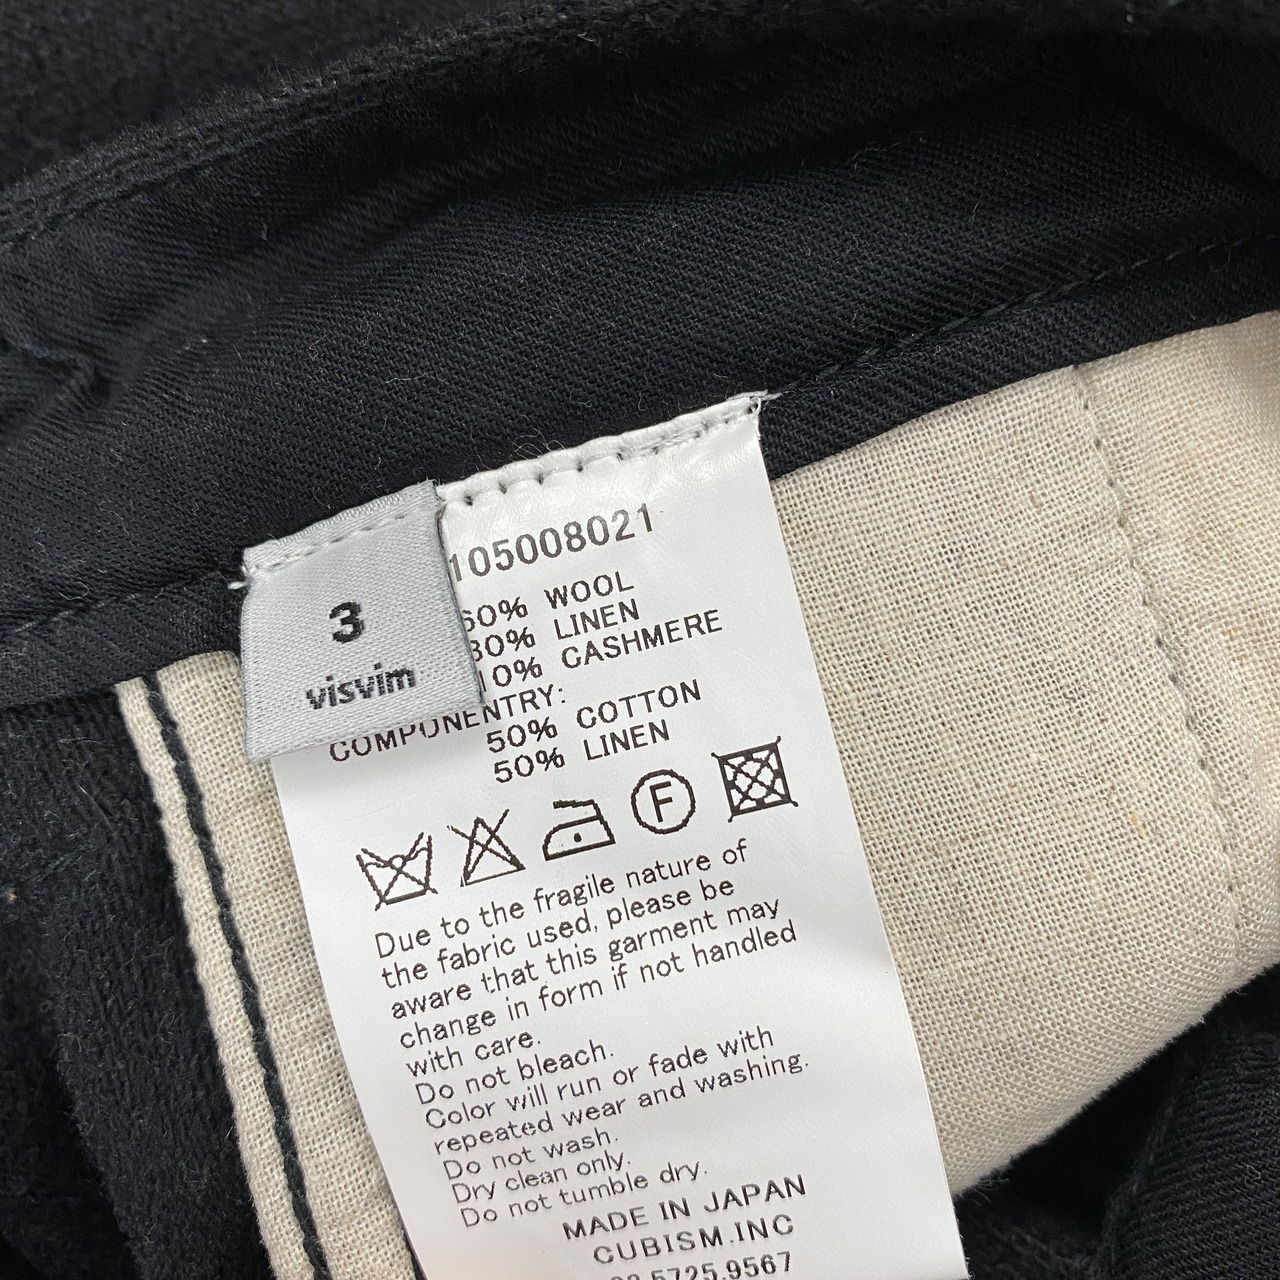 3
visvim
105008021
60% WOOL
30% LINEN
10% CASHMERE
COMPONENTRY:
50% COTTON
50% LINEN
F
Due to the fragile nature of
the fabric used, please be
aware that this garment may
change in form if not handled
with care.
Do not bleach.
Color will run or fade with
repeated wear and washing.
Do not wash.
Dry clean only.
Do not tumble dry.
MADE IN JAPAN
CUBISM.INC
5725.9567